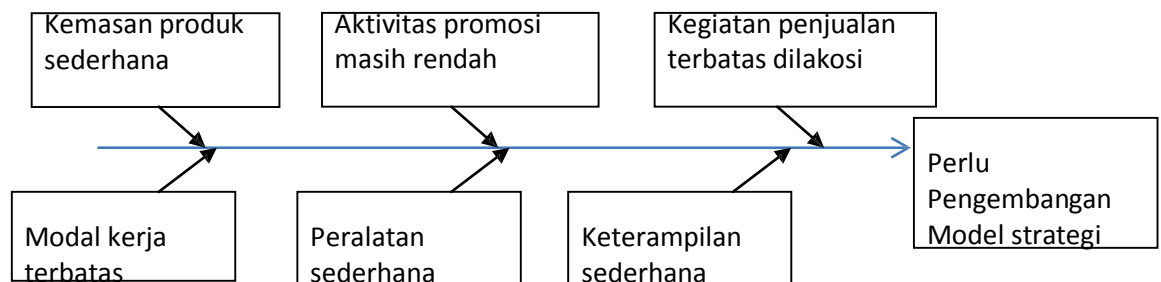 Kemasan produk
sederhana
Aktivitas promosi
masih rendah
Kegiatan penjualan
terbatas dilakosi
Perlu
Pengembangan
Model strategi
Modal kerja
terbatas
Peralatan
sederhana
Keterampilan
sederhana